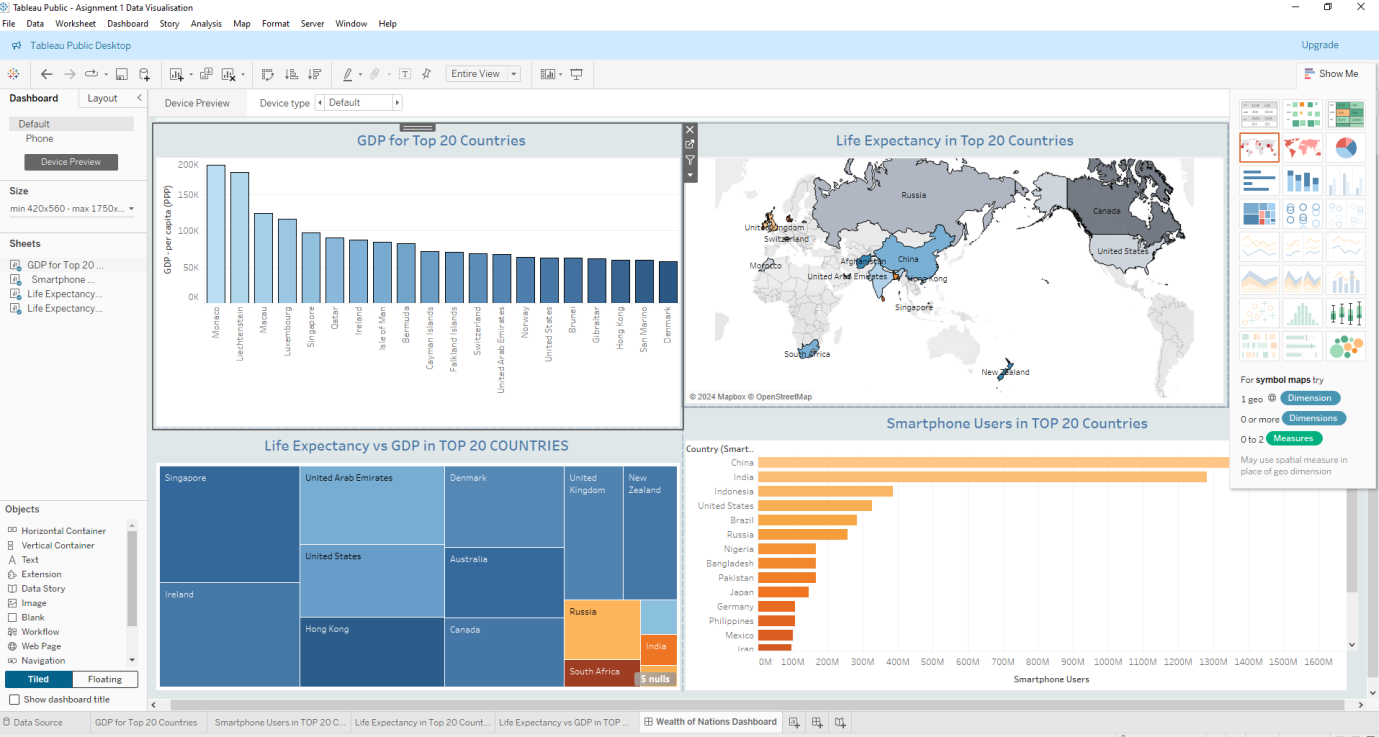 Tableau Public - Asignment 1 Data Visualisation
File Data Worksheet Dashboard Story Analysis Map Format Server Window Help
Tableau Public Desktop
Upgrade
Entire View
Show Me
Dashboard Layout
Device Preview Device type Default
Default
Phone
Device Preview
Size
min 420x560 - max 1750x...
Sheets
GDP for Top 20 ...
Smartphone ...
Life Expectancy...
Life Expectancy...
Objects
Horizontal Container
Vertical Container
Text
Extension
Data Story
Image
Blank
Workflow
Web Page
Navigation
Tiled Floating
Show dashboard title
GDP for Top 20 Countries
GDP - per capita (PPP)
200K
150K
100K
50K
0K
Monaco
Liechtenstein
Macau
Luxembourg
Singapore
Qatar
Ireland
Isle of Man
Bermuda
Cayman Islands
Falkland Islands
Switzerland
United Arab Emirates
Norway
United States
Brunei
Gibraltar
Hong Kong
San Marino
Denmark
Life Expectancy in Top 20 Countries
Russia
Canada
United Kingdom
Switzerland
United States
Morocco
Afghanistan
China
United Arab Emirates
Hong Kong
Singapore
South Africa
New Zealand
© 2024 Mapbox © OpenStreetMap
Life Expectancy vs GDP in TOP 20 COUNTRIES
Singapore
United Arab Emirates
Denmark
United
Kingdom
New
Zealand
United States
Australia
Ireland
Russia
Hong Kong
Canada
India
South Africa
5 nulls
Smartphone Users in TOP 20 Countries
Country (Smart..
China
India
Indonesia
United States
Brazil
Russia
Nigeria
Bangladesh
Pakistan
Japan
Germany
Philippines
Mexico
Iran
0M 100M 200M 300M 400M 500M 600M 700M 800M 900M 1000M 1100M 1200M 1300M 1400M 1500M 1600M
Smartphone Users
For symbol maps try
1 geo Dimension
0 or more Dimensions
0 to 2 Measures
May use spatial measure in
place of geo dimension
Data Source GDP for Top 20 Countries Smartphone Users in TOP 20 C... Life Expectancy in Top 20 Count... Life Expectancy vs GDP in TOP ... Wealth of Nations Dashboard